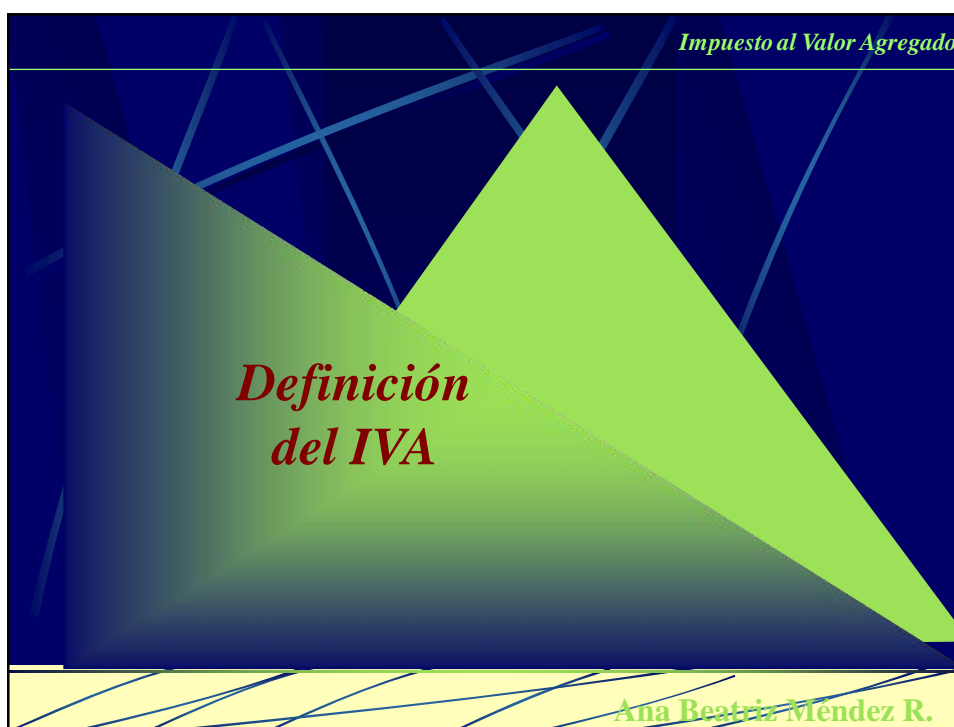 Impuesto al Valor Agregado
Definición
del IVA
Ana Beatriz Méndez R.